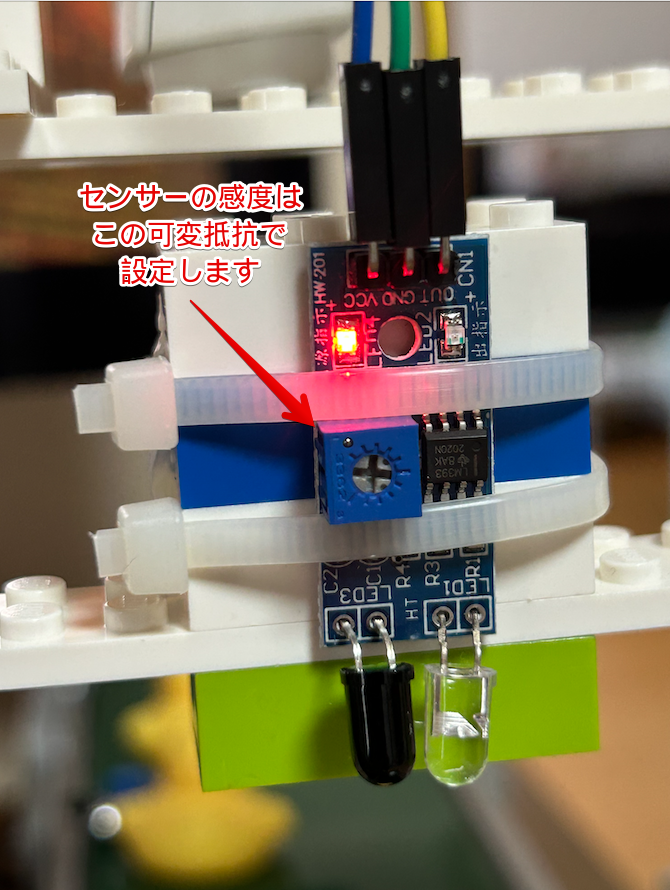 センサーの感度は
この可変抵抗で
設定します
HW-201
VCC
GND
OUT
+
CN1
LED2
LM393
8AK
2020N
C2
C1
R4
R3
R1
LED3
HT
LED1